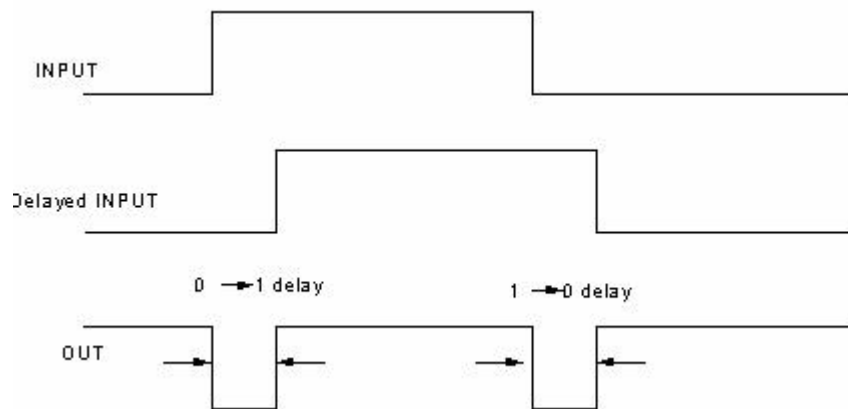 INPUT
Delayed INPUT
0 → 1 delay
1 → 0 delay
OUT